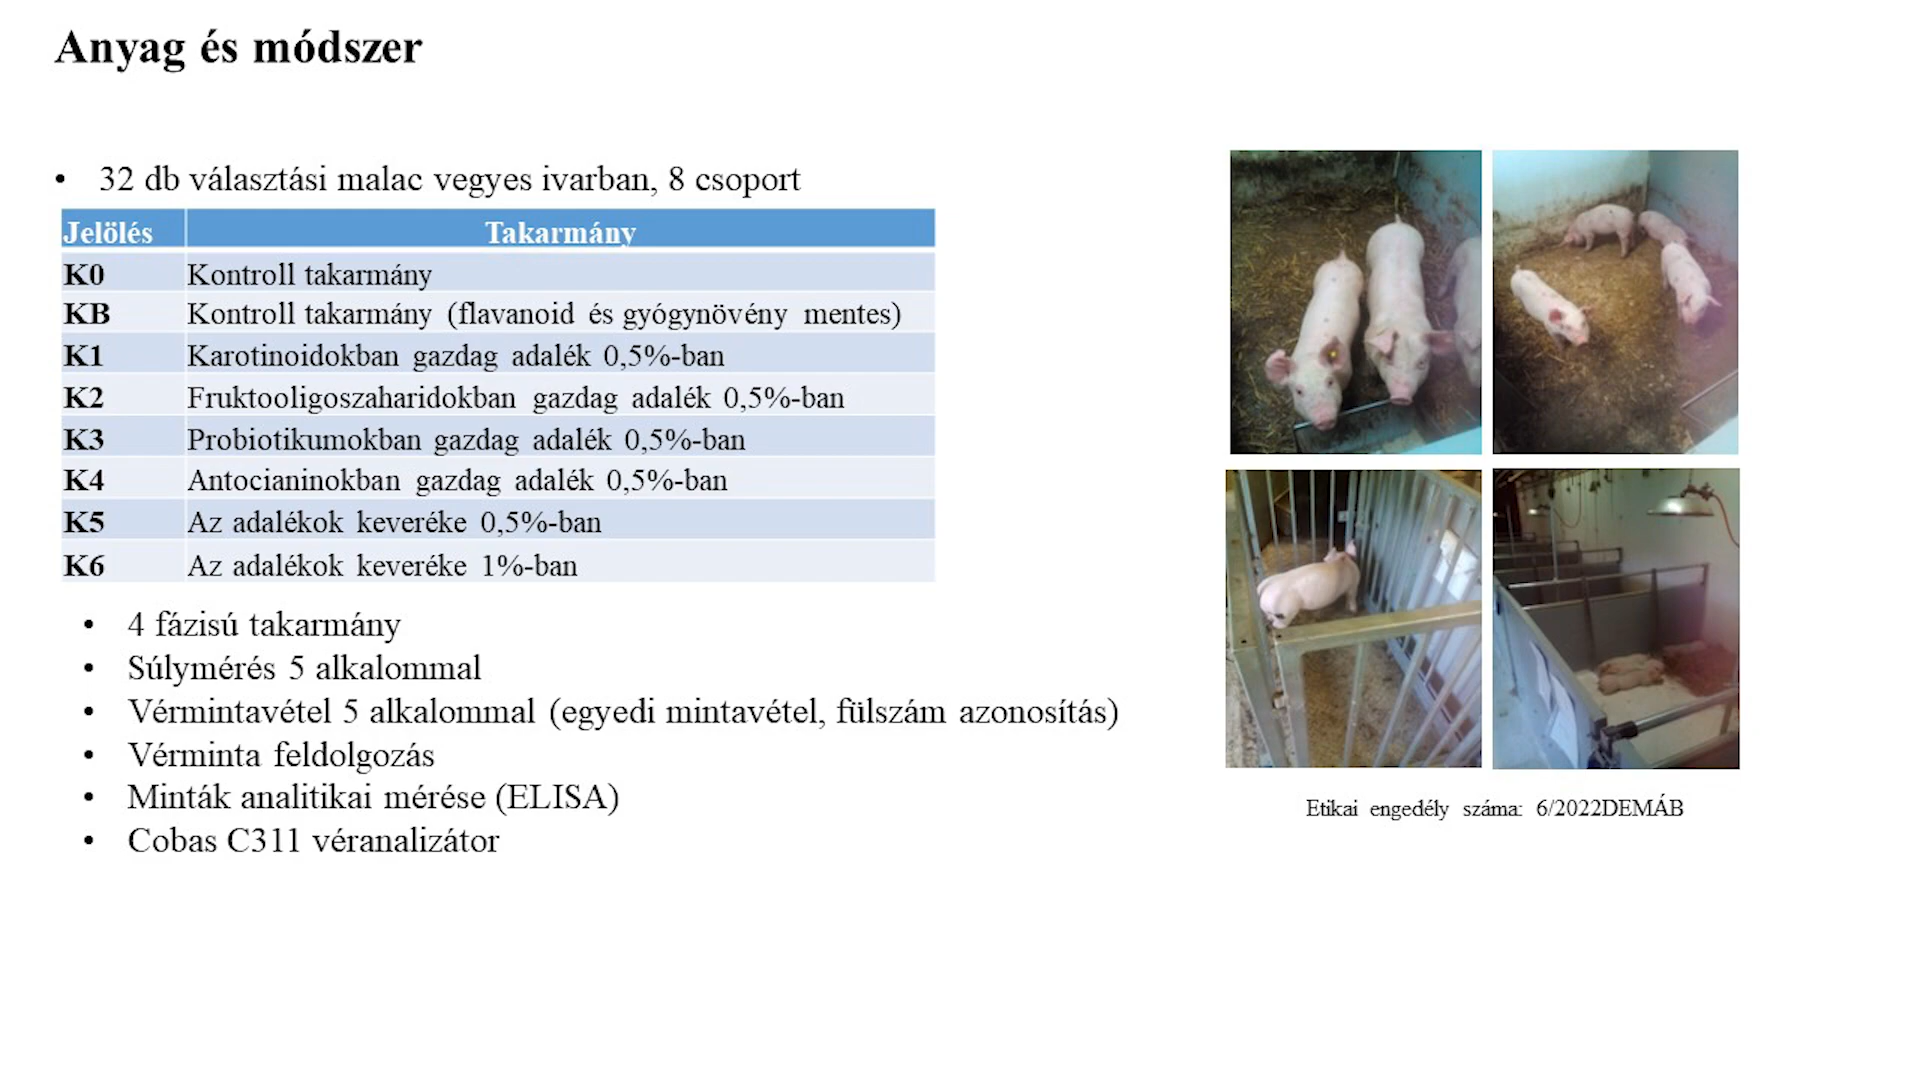 Anyag és módszer
• 32 db választási malac vegyes ivarban, 8 csoport
Jelölés Takarmány
K0 Kontroll takarmány
KB Kontroll takarmány (flavanoid és gyógynövény mentes)
K1 Karotinoidokban gazdag adalék 0,5%-ban
K2 Fruktooligoszaharidokban gazdag adalék 0,5%-ban
K3 Probiotikumokban gazdag adalék 0,5%-ban
K4 Antocianinokban gazdag adalék 0,5%-ban
K5 Az adalékok keveréke 0,5%-ban
K6 Az adalékok keveréke 1%-ban
• 4 fázisú takarmány
• Súlymérés 5 alkalommal
• Vérmintavétel 5 alkalommal (egyedi mintavétel, fülszám azonosítás)
• Vérminta feldolgozás
• Minták analitikai mérése (ELISA)
• Cobas C311 véranalizátor
Etikai engedély száma: 6/2022DEMÁB